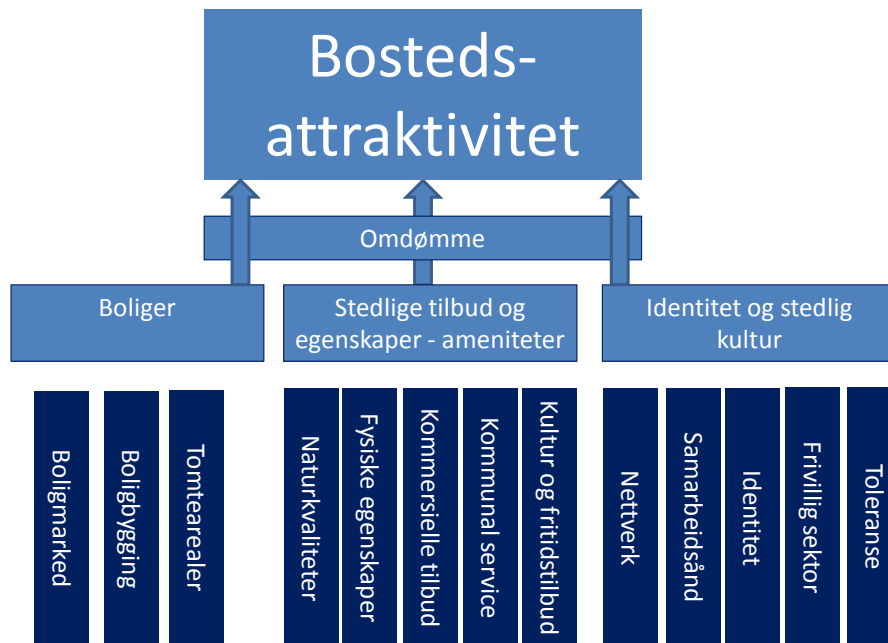 Bosteds-
attraktivitet
Omdømme
Boliger
Stedlige tilbud og
egenskaper - ameniteter
Identitet og stedlig
kultur
Boligmarked
Boligbygging
Tomtearealer
Naturkvaliteter
Fysiske egenskaper
Kommersielle tilbud
Kommunal service
Kultur og fritidstilbud
Nettverk
Samarbeidsånd
Identitet
Frivillig sektor
Toleranse